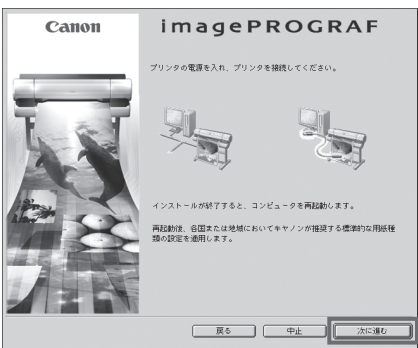 Canon
imagePROGRAF
プリンタの電源を入れ、プリンタを接続してください。
インストールが終了すると、コンピュータを再起動します。
再起動後、各国または地域においてキヤノンが推奨する標準的な用紙種
類の設定を適用します。
戻る
中止
次に進む